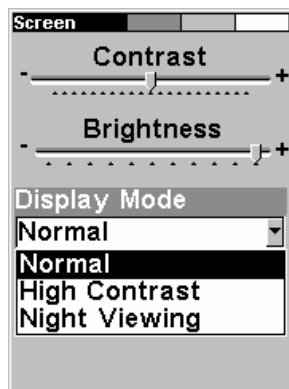 Screen
Contrast
- +
Brightness
- +
Display Mode
Normal
Normal
High Contrast
Night Viewing